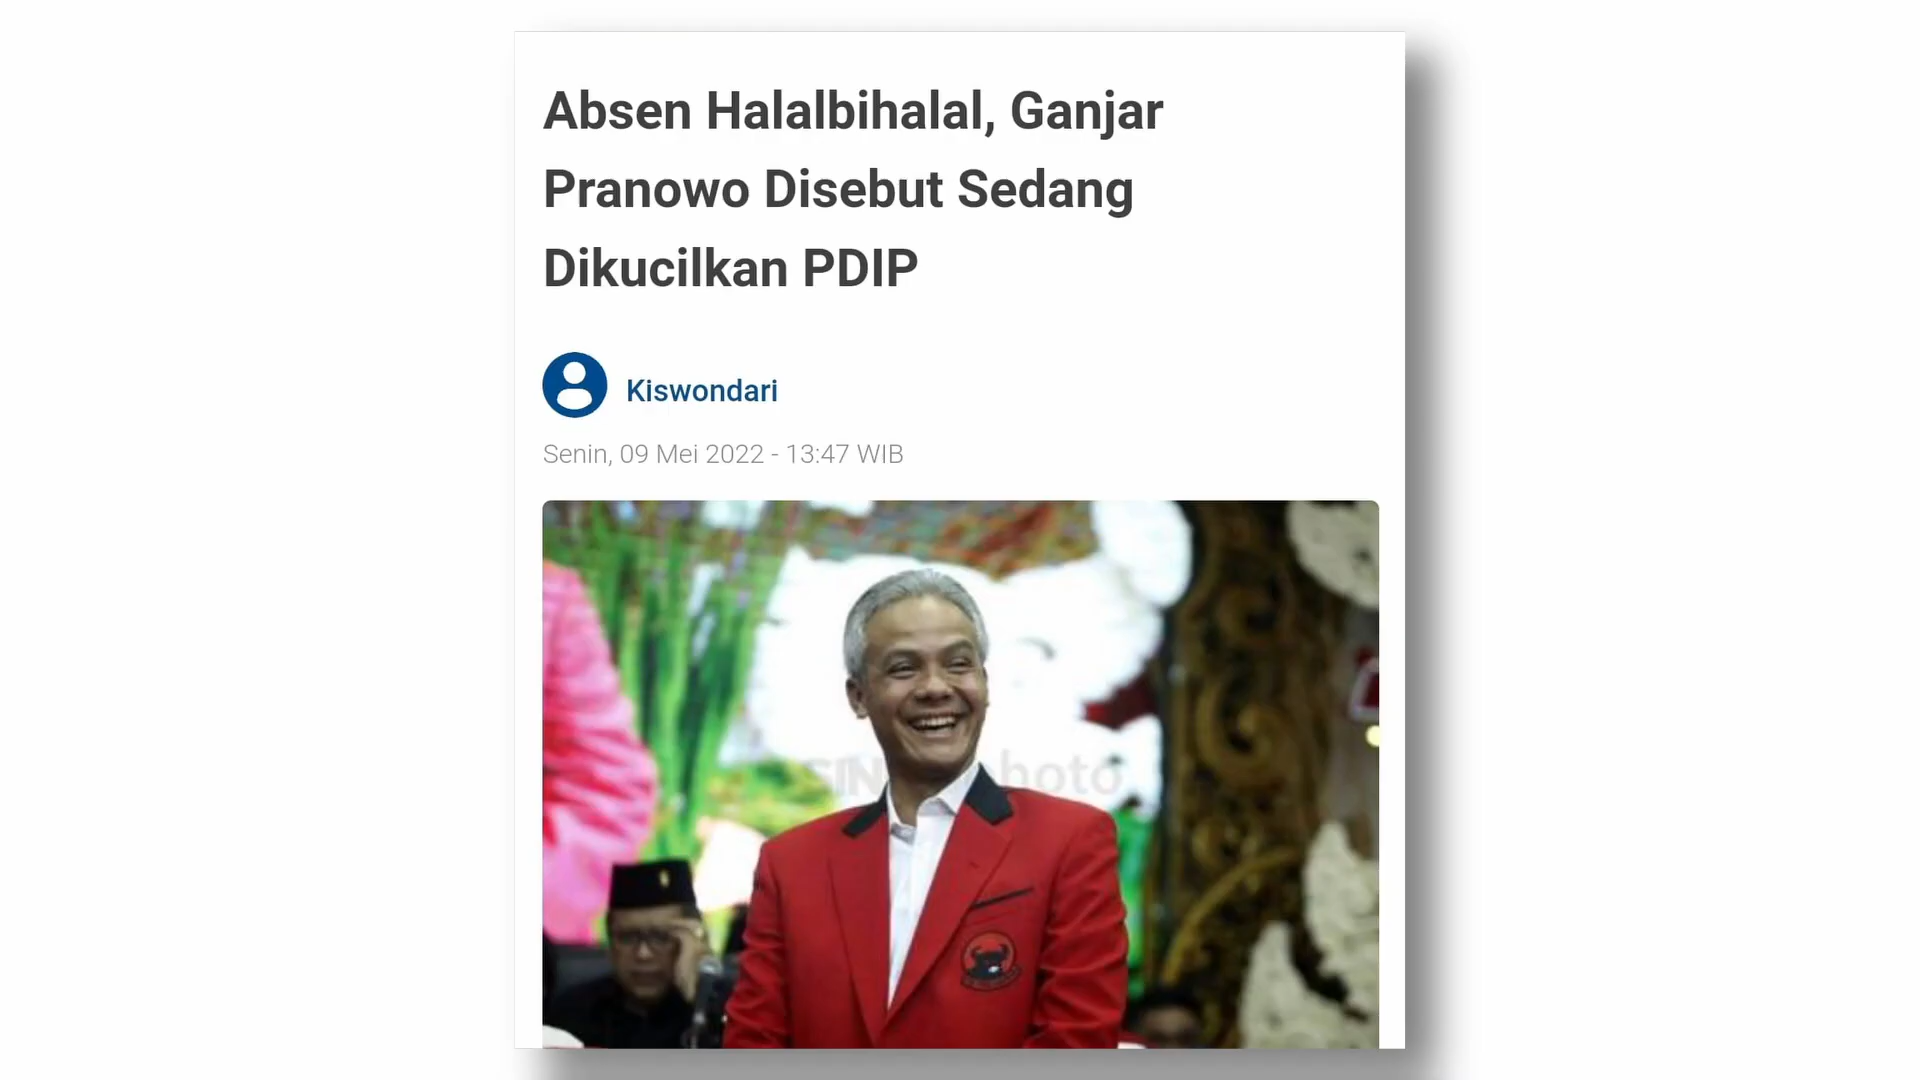 Absen Halalbihalal, Ganjar
Pranowo Disebut Sedang
Dikucilkan PDIP
Kiswondari
Senin, 09 Mei 2022 - 13:47 WIB